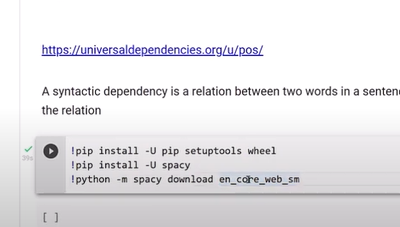 https://universaldependencies.org/u/pos/
A syntactic dependency is a relation between two words in a sentenc
the relation
39s
!pip install -U pip setuptools wheel
!pip install -U spacy
!python -m spacy download en_core_web_sm
[ ]